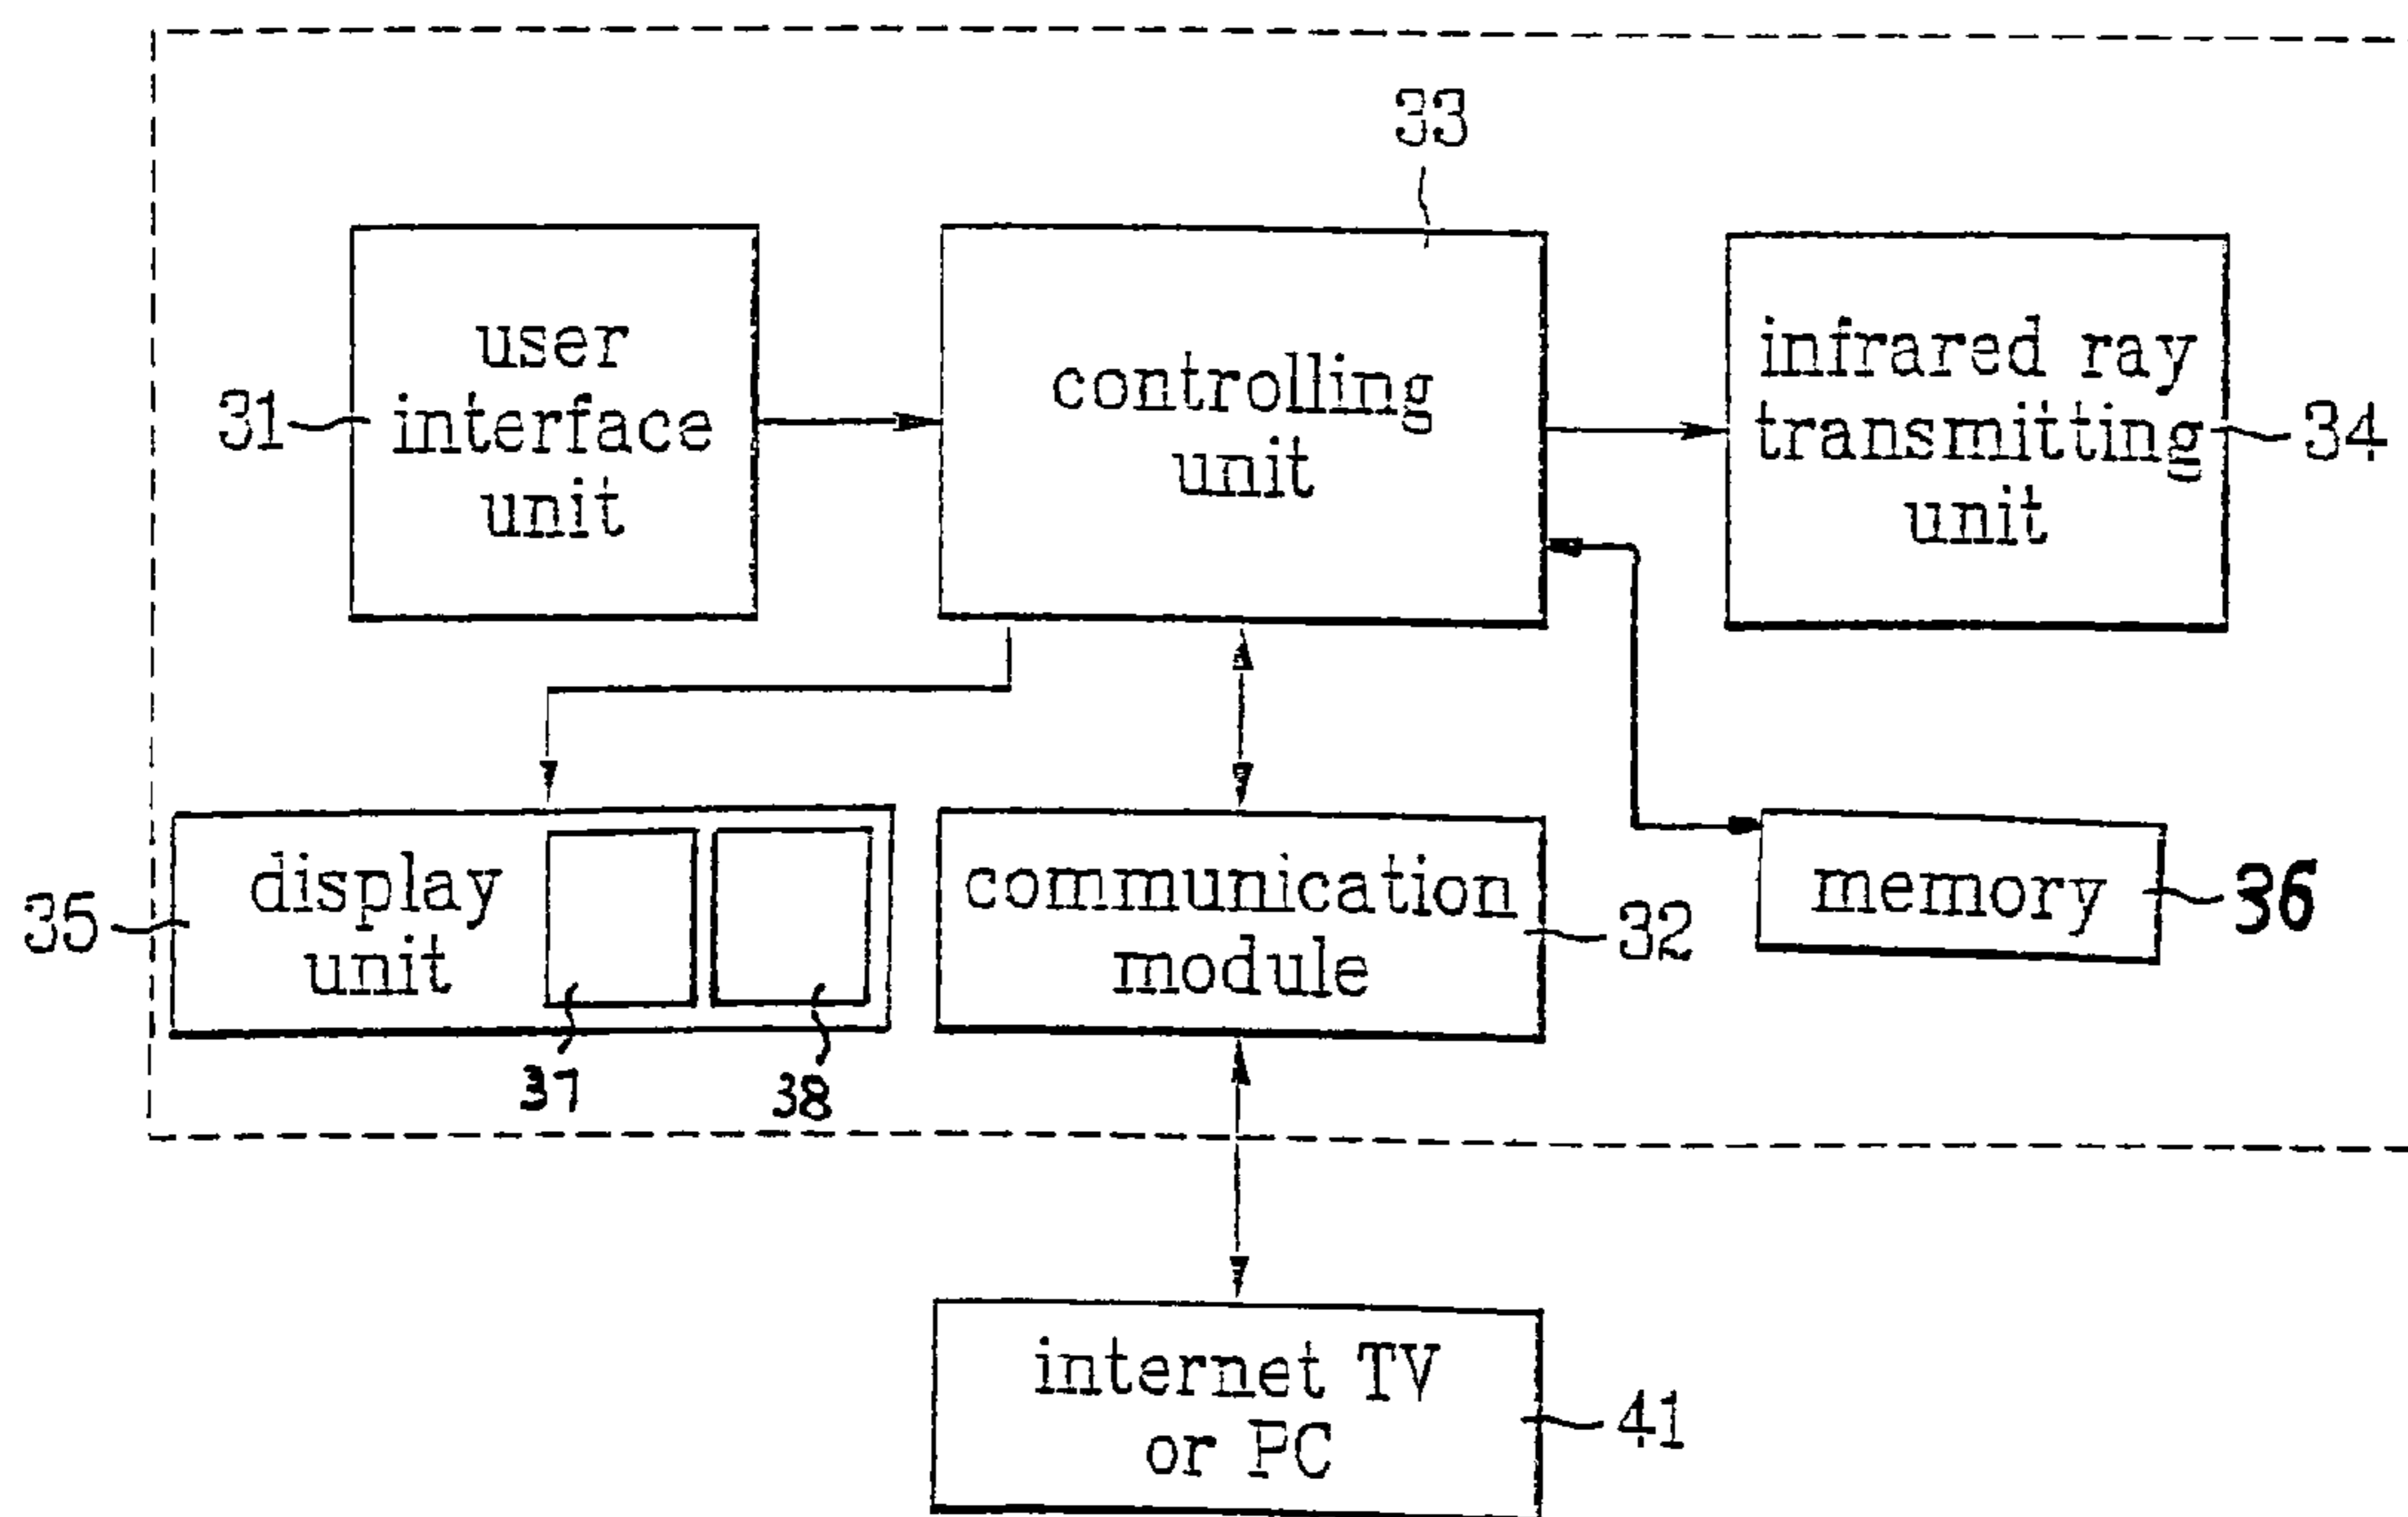 33
31
user
interface
unit
controlling
unit
infrared ray
transmitting
unit
34
35
display
unit
37
38
communication
module
32
memory
36
internet TV
or PC
41